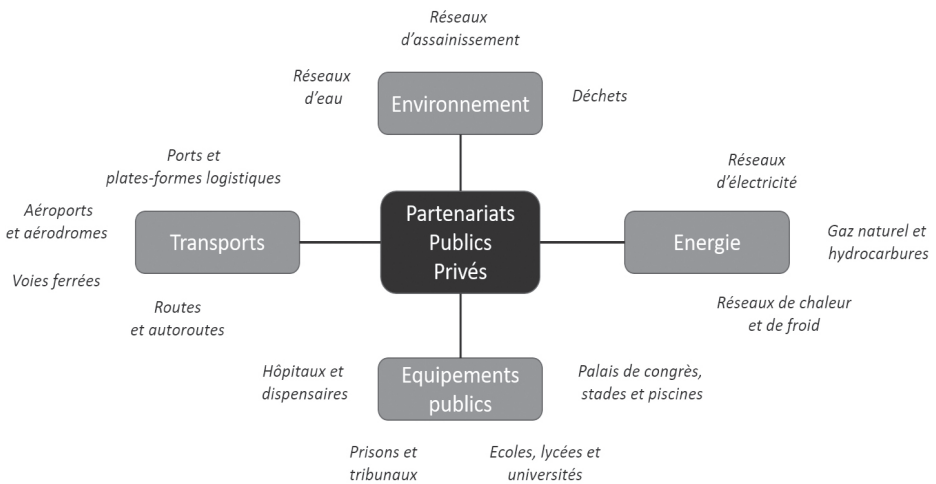 Réseaux
d’assainissement
Réseaux
d’eau
Environnement
Déchets
Ports et
plates-formes logistiques
Réseaux
d’électricité
Aéroports
et aérodromes
Transports
Partenariats
Publics
Privés
Energie
Gaz naturel et
hydrocarbures
Voies ferrées
Routes
et autoroutes
Réseaux de chaleur
et de froid
Hôpitaux et
dispensaires
Equipements
publics
Palais de congrès,
stades et piscines
Prisons et
tribunaux
Ecoles, lycées et
universités